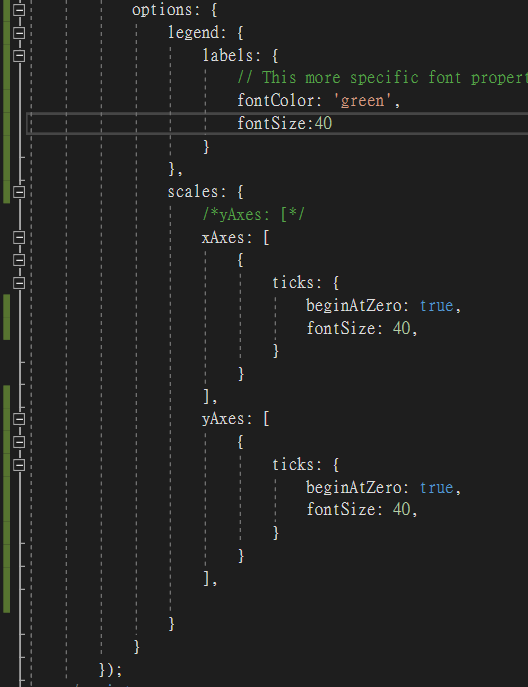 options: {
legend: {
labels: {
// This more specific font
fontColor: 'green',
fontSize:40
}
},
scales: {
/*yAxes: [*/
xAxes: [
{
ticks: {
beginAtZero: true,
fontSize: 40,
}
}
],
yAxes: [
{
ticks: {
beginAtZero: true,
fontSize: 40,
}
}
],
}
}
});